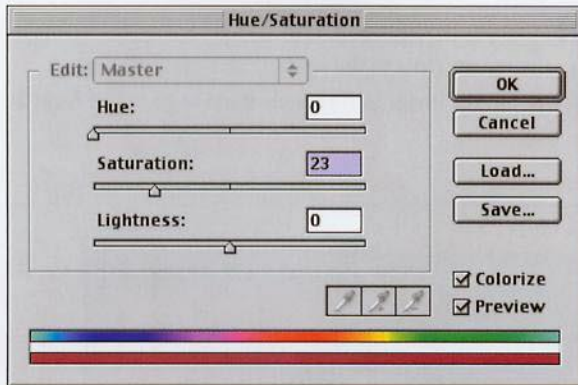 Hue/Saturation
Edit: Master
Hue: 0
Saturation: 23
Lightness: 0
OK
Cancel
Load...
Save...
Colorize
Preview